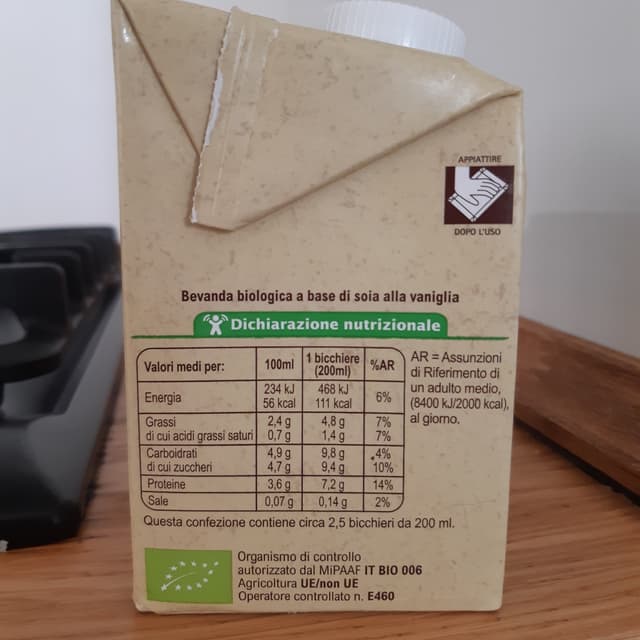 APPIATTIRE
DOPO L'USO
Bevanda biologica a base di soia alla vaniglia
Dichiarazione nutrizionale
Valori medi per: 100ml 1 bicchiere (200ml) %AR
Energia 234 kJ 56 kcal 468 kJ 111 kcal 6%
Grassi 2,4 g 4,8 g 7%
di cui acidi grassi saturi 0,7 g 1,4 g 7%
Carboidrati 4,9 g 9,8 g 4%
di cui zuccheri 4,7 g 9,4 g 10%
Proteine 3,6 g 7,2 g 14%
Sale 0,07 g 0,14 g 2%
AR = Assunzioni
di Riferimento di
un adulto medio,
(8400 kJ/2000 kcal),
al giorno.
Questa confezione contiene circa 2,5 bicchieri da 200 ml.
Organismo di controllo
autorizzato dal MiPAAF IT BIO 006
Agricoltura UE/non UE
Operatore controllato n. E460